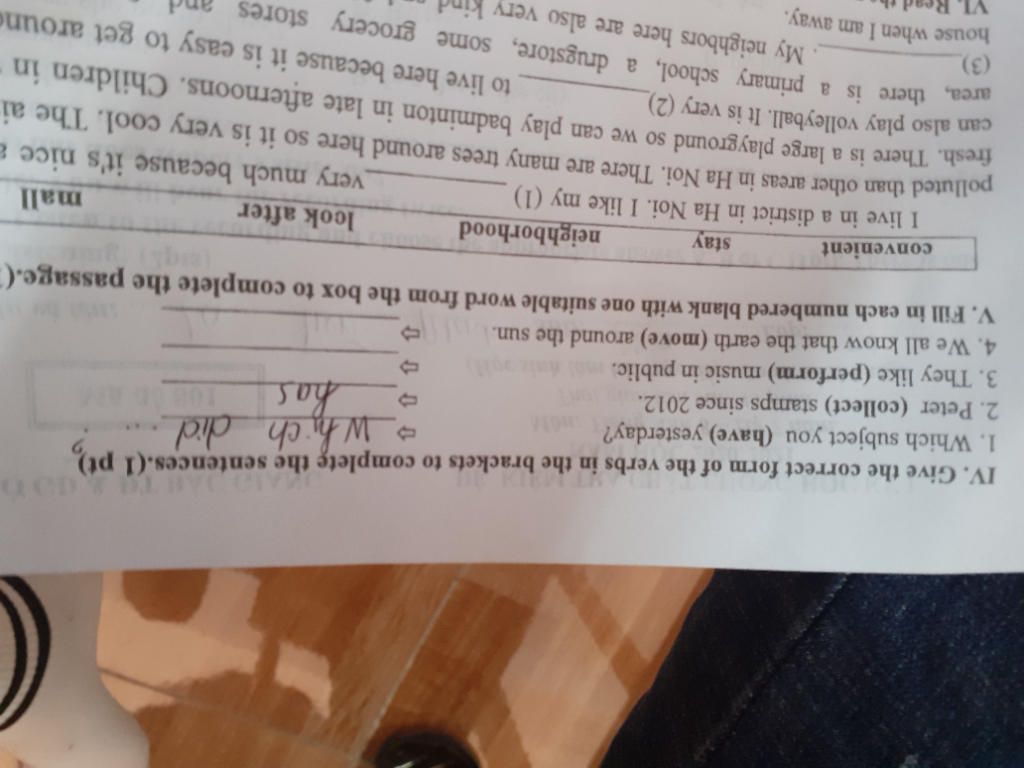 IV. Give the correct form of the verbs in the brackets to complete the sentences.(1 pt)
1. Which subject you (have) yesterday? ⇨ Which did ..... ?
2. Peter (collect) stamps since 2012. ⇨ has
3. They like (perform) music in public. ⇨
4. We all know that the earth (move) around the sun. ⇨
V. Fill in each numbered blank with one suitable word from the box to complete the passage.(
convenient stay neighborhood look after mall
I live in a district in Ha Noi. I like my (1) __________ very much because it's nice
polluted than other areas in Ha Noi. There are many trees around here so it is very cool. The
fresh. There is a large playground so we can play badminton in late afternoons. Children in
can also play volleyball. It is very (2) __________ to live here because it is easy to get around
area, there is a primary school, a drugstore, some grocery stores and
(3) __________. My neighbors here are also very kind
house when I am away.
VI. Read